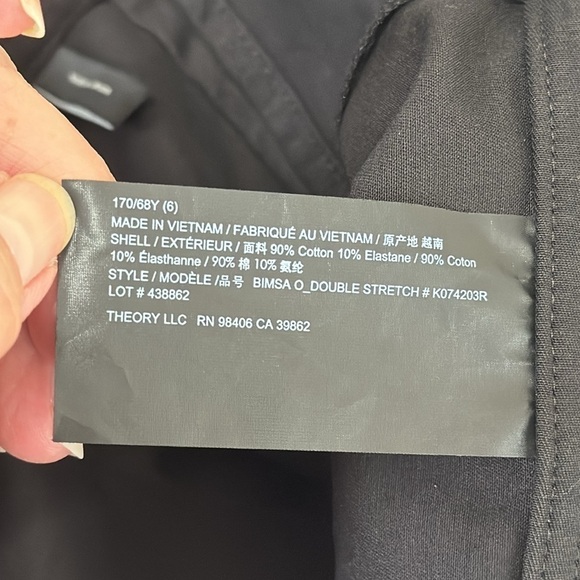 170/68Y (6)
MADE IN VIETNAM / FABRIQUÉ AU VIETNAM / 原产地 越南
SHELL / EXTÉRIEUR / 面料 90% Cotton 10% Elastane / 90% Coton
10% Élasthanne / 90% 棉 10% 氨纶
STYLE / MODÈLE /品号 BIMSA O_DOUBLE STRETCH # K074203R
LOT # 438862
THEORY LLC RN 98406 CA 39862